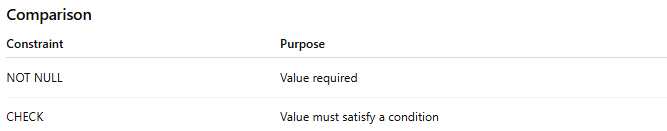 Comparison
Constraint Purpose
NOT NULL Value required
CHECK Value must satisfy a condition